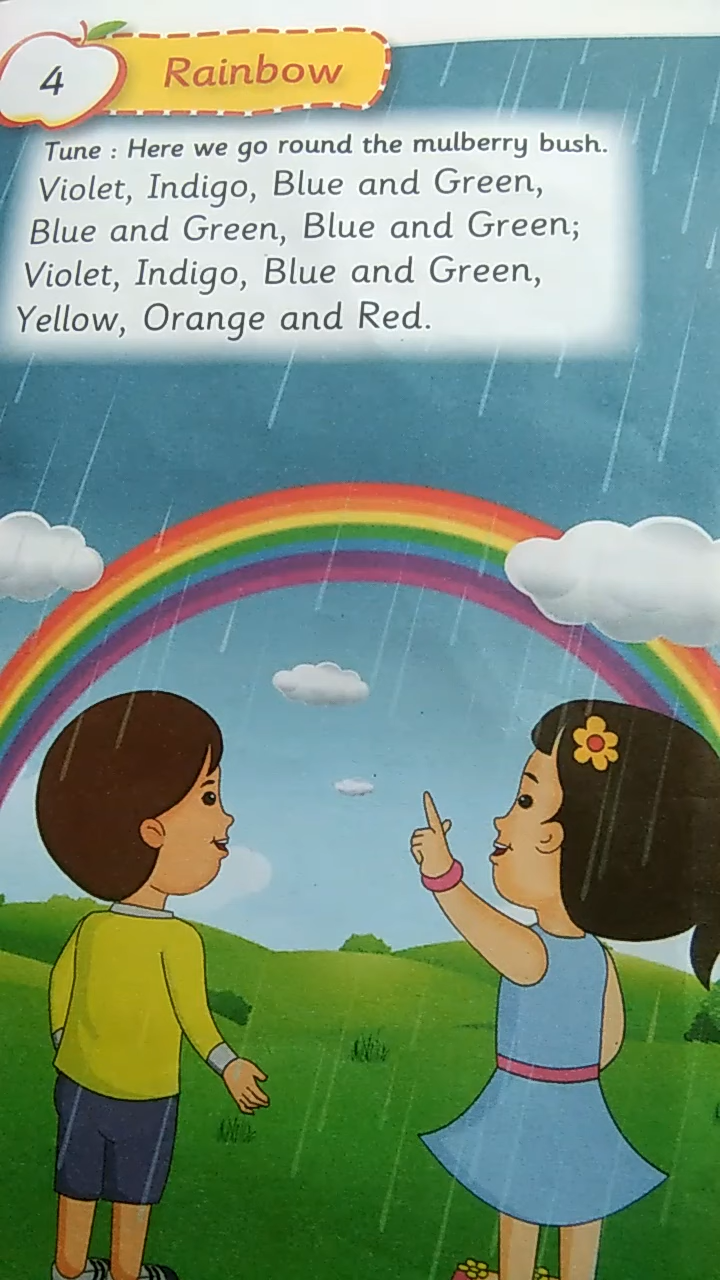 4
Rainbow
Tune : Here we go round the mulberry bush.
Violet, Indigo, Blue and Green,
Blue and Green, Blue and Green;
Violet, Indigo, Blue and Green,
Yellow, Orange and Red.